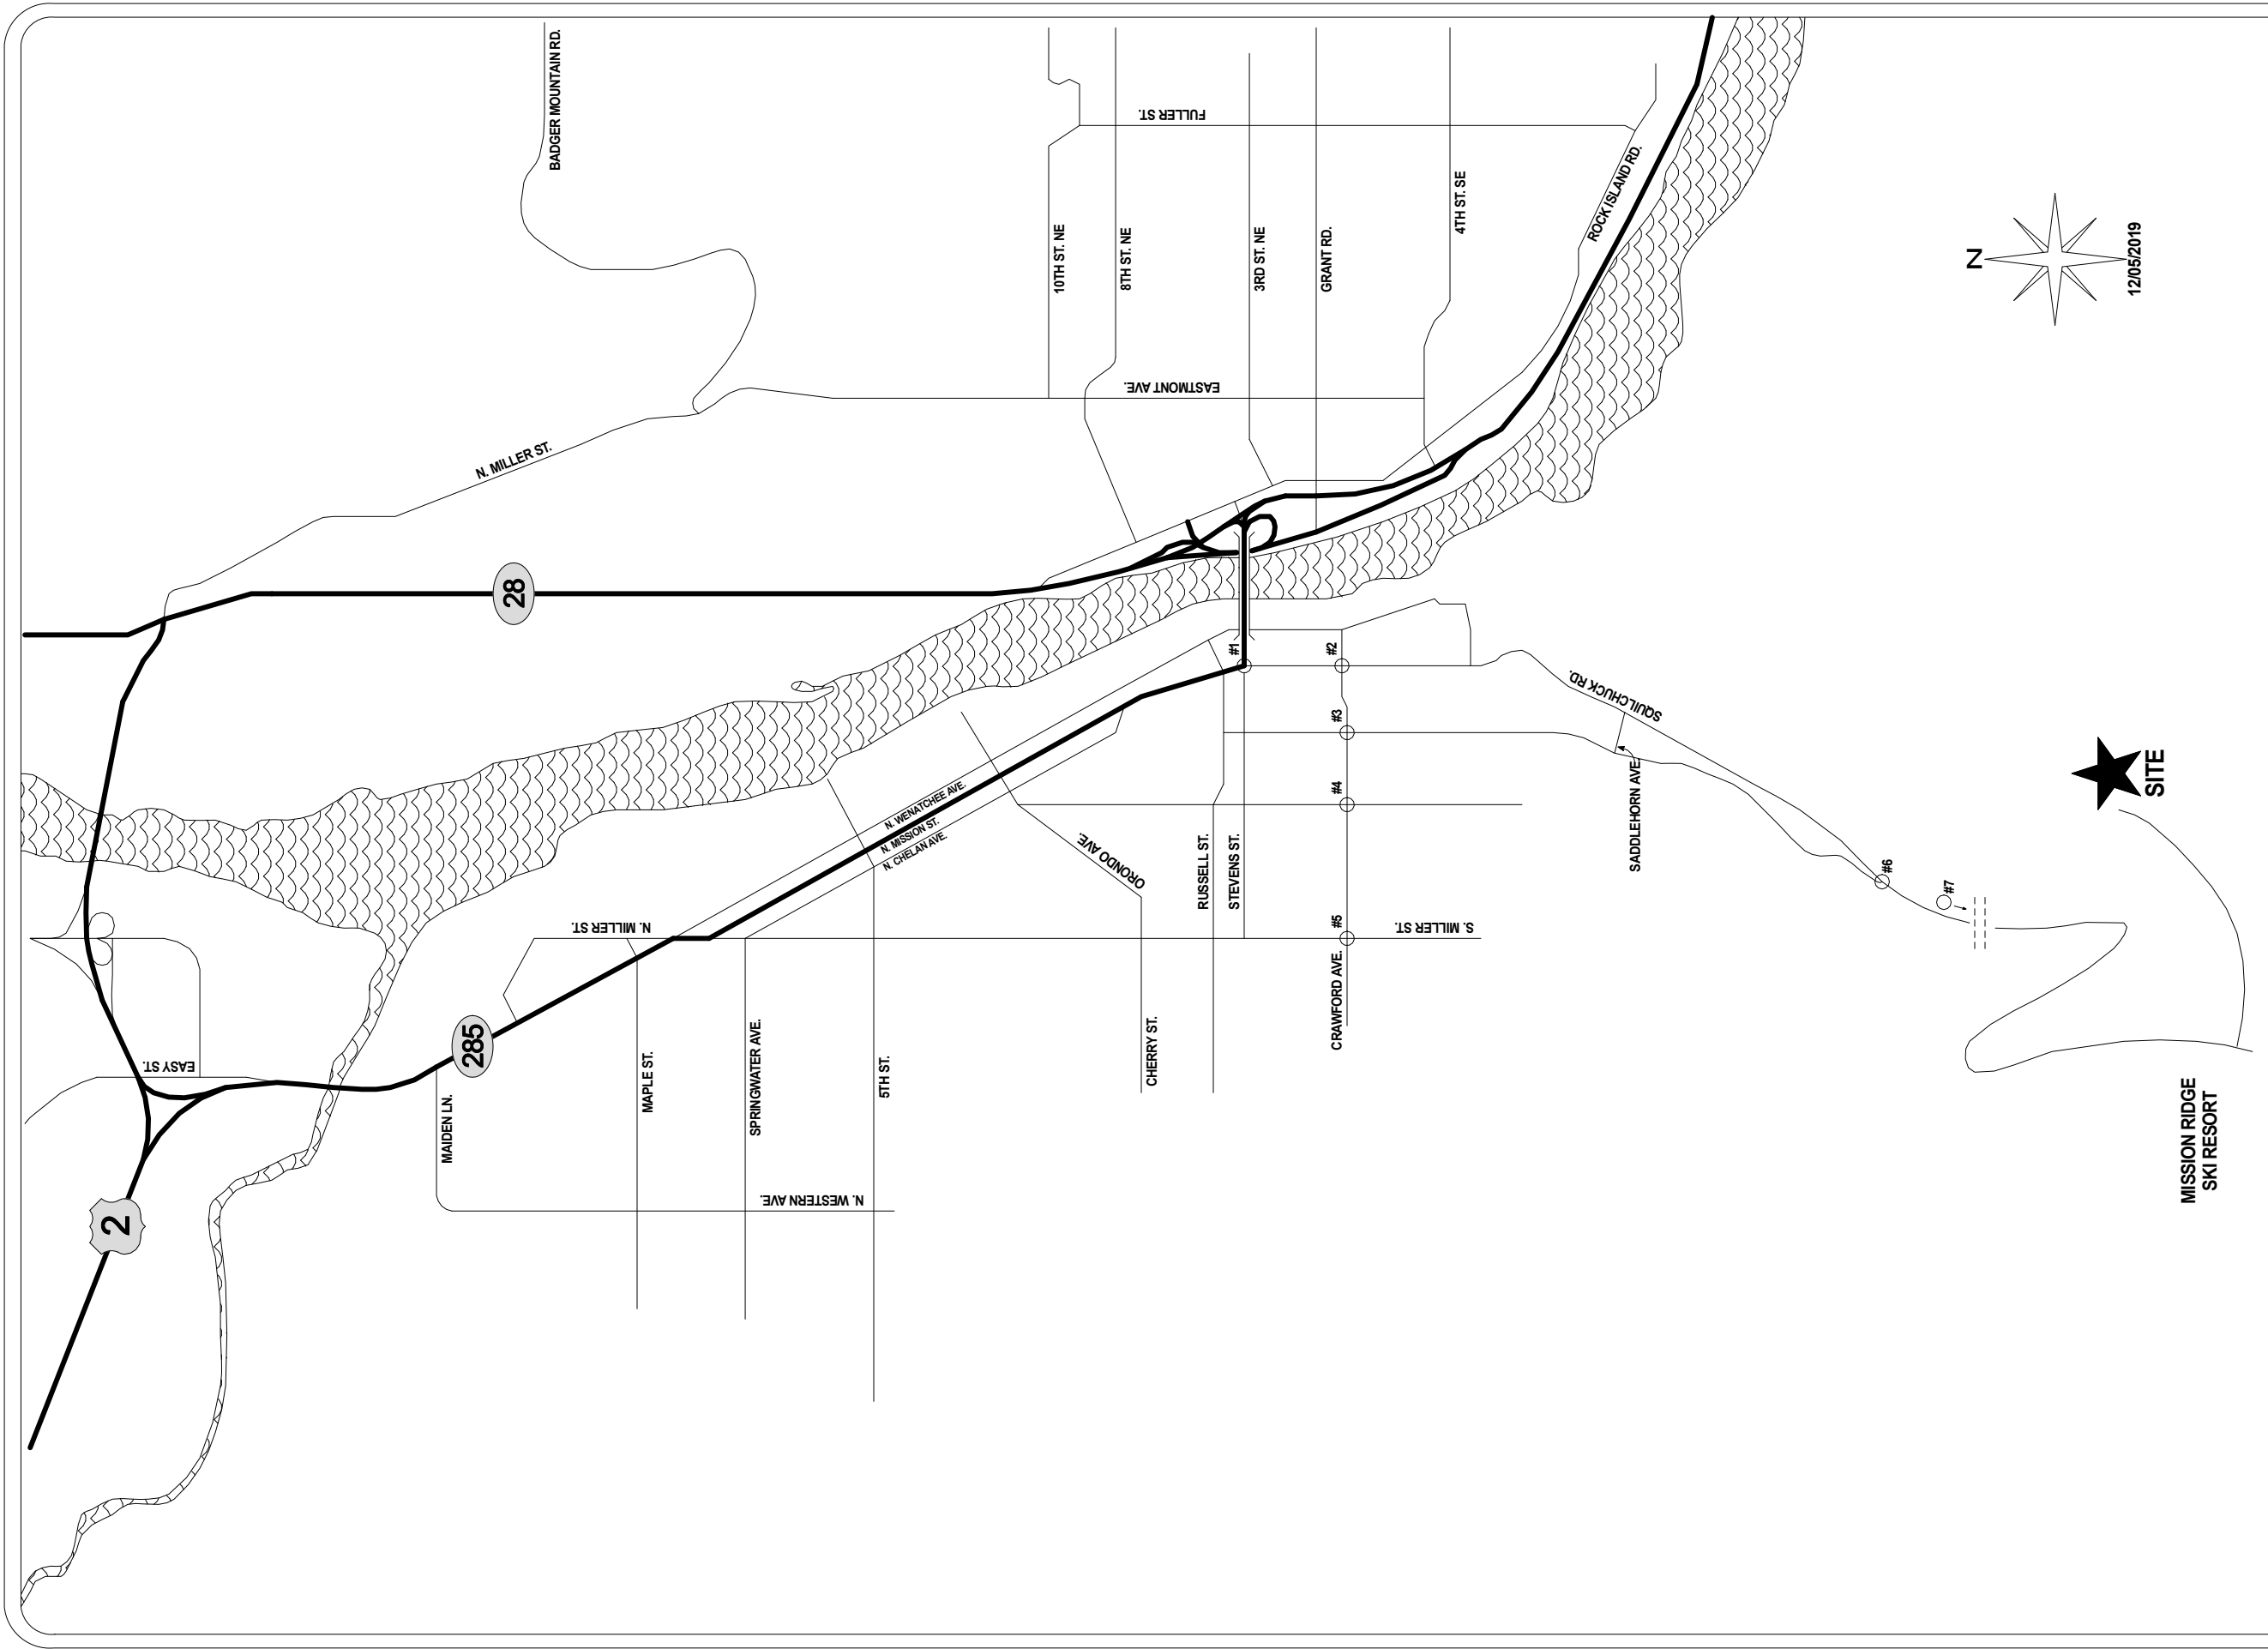 BADGER MOUNTAIN RD.
FULLER ST.
10TH ST. NE
8TH ST. NE
3RD ST. NE
GRANT RD.
4TH ST. SE
ROCK ISLAND RD.
N
12/05/2019
EASTMONT AVE.
N. MILLER ST.
28
#1
#2
SQUILCHUCK RD.
#3
#4
SADDLEHORN AVE.
SITE
N. WENATCHEE AVE.
N. MISSION ST.
N. CHELAN AVE.
ORONDO AVE
RUSSELL ST.
STEVENS ST.
#6
#7
N. MILLER ST.
#5
S. MILLER ST.
CRAWFORD AVE.
285
EASY ST.
MAIDEN LN.
MAPLE ST.
SPRINGWATER AVE.
5TH ST.
CHERRY ST.
N. WESTERN AVE.
2
MISSION RIDGE
SKI RESORT